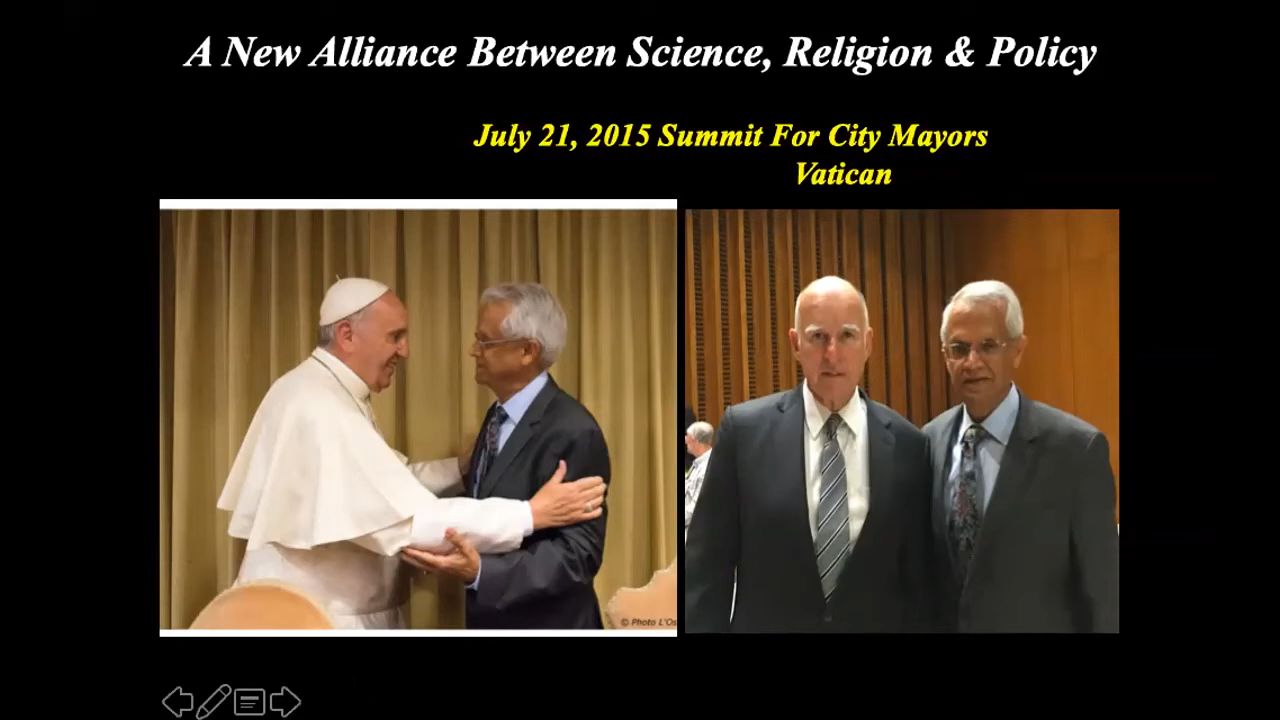 A New Alliance Between Science, Religion & Policy
July 21, 2015 Summit For City Mayors
Vatican
© Photo L'Os